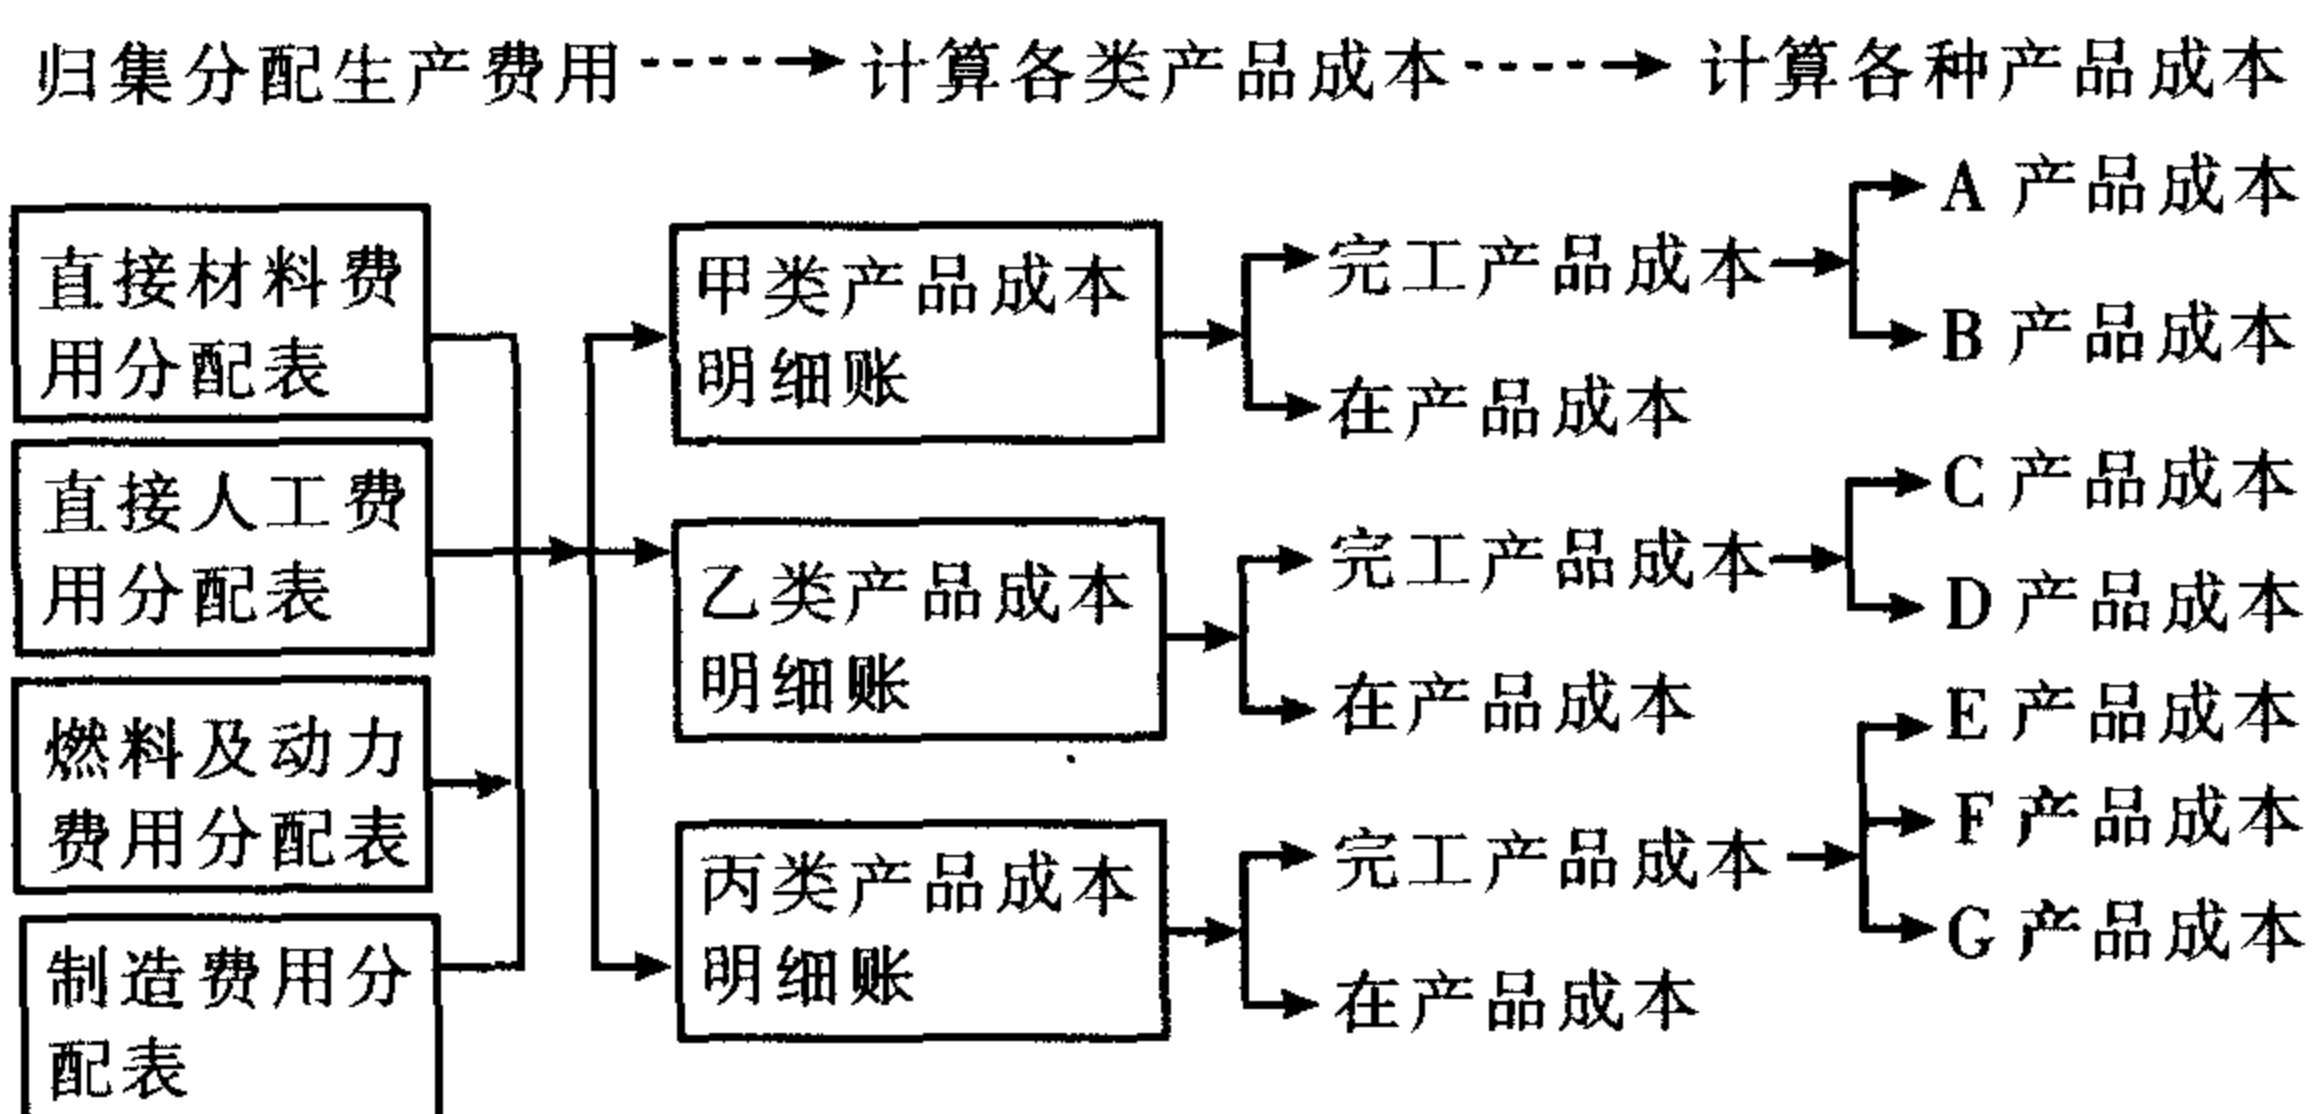 归集分配生产费用 计算各类产品成本 计算各种产品成本
直接材料费
用分配表
直接人工费
用分配表
燃料及动力
费用分配表
制造费用分
配表
甲类产品成本
明细账
乙类产品成本
明细账
丙类产品成本
明细账
完工产品成本
在产品成本
完工产品成本
在产品成本
完工产品成本
在产品成本
A 产品成本
B 产品成本
C 产品成本
D 产品成本
E 产品成本
F 产品成本
G 产品成本